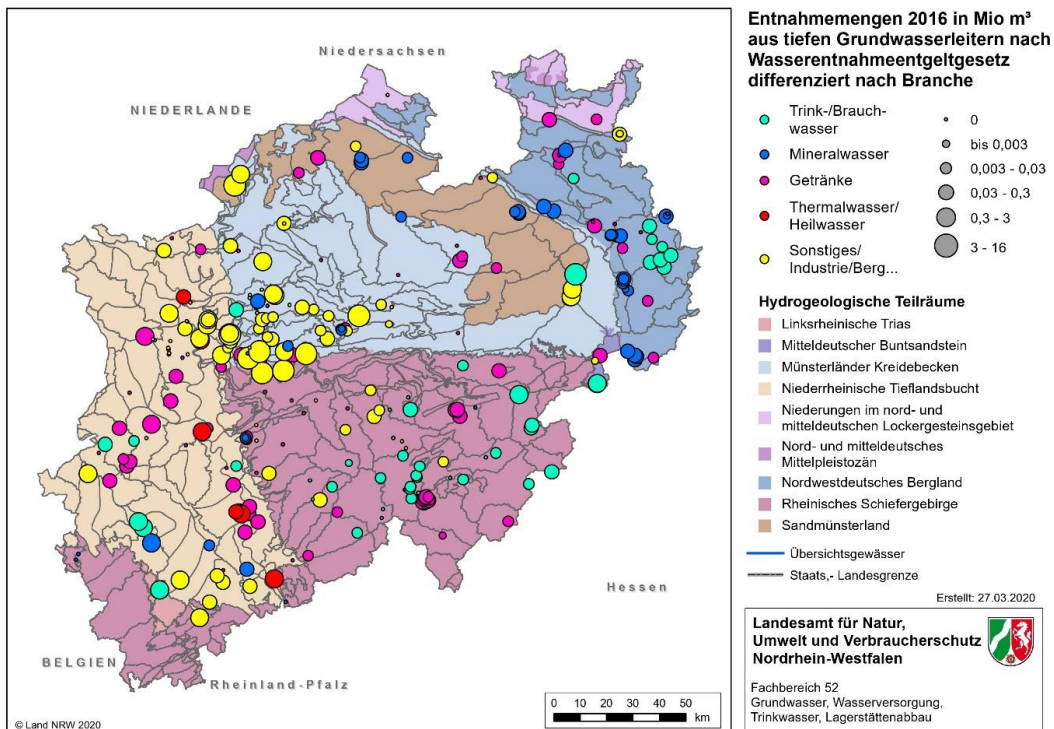 Niedersachsen
NIEDERLANDE
Hessen
BELGIEN
Rheinland-Pfalz
0 10 20 30 40 50
km
© Land NRW 2020
Entnahmemengen 2016 in Mio m³
aus tiefen Grundwasserleitern nach
Wasserentnahmeentgeltgesetz
differenziert nach Branche
Trink-/Brauch-
wasser
Mineralwasser
Getränke
Thermalwasser/
Heilwasser
Sonstiges/
Industrie/Berg...
0
bis 0,003
0,003 - 0,03
0,03 - 0,3
0,3 - 3
3 - 16
Hydrogeologische Teilräume
Linksrheinische Trias
Mitteldeutscher Buntsandstein
Münsterländer Kreidebecken
Niederrheinische Tieflandsbucht
Niederungen im nord- und
mitteldeutschen Lockergesteinsgebiet
Nord- und mitteldeutsches
Mittelpleistozän
Nordwestdeutsches Bergland
Rheinisches Schiefergebirge
Sandmünsterland
Übersichtsgewässer
Staats,- Landesgrenze
Erstellt: 27.03.2020
Landesamt für Natur,
Umwelt und Verbraucherschutz
Nordrhein-Westfalen
Fachbereich 52
Grundwasser, Wasserversorgung,
Trinkwasser, Lagerstättenabbau